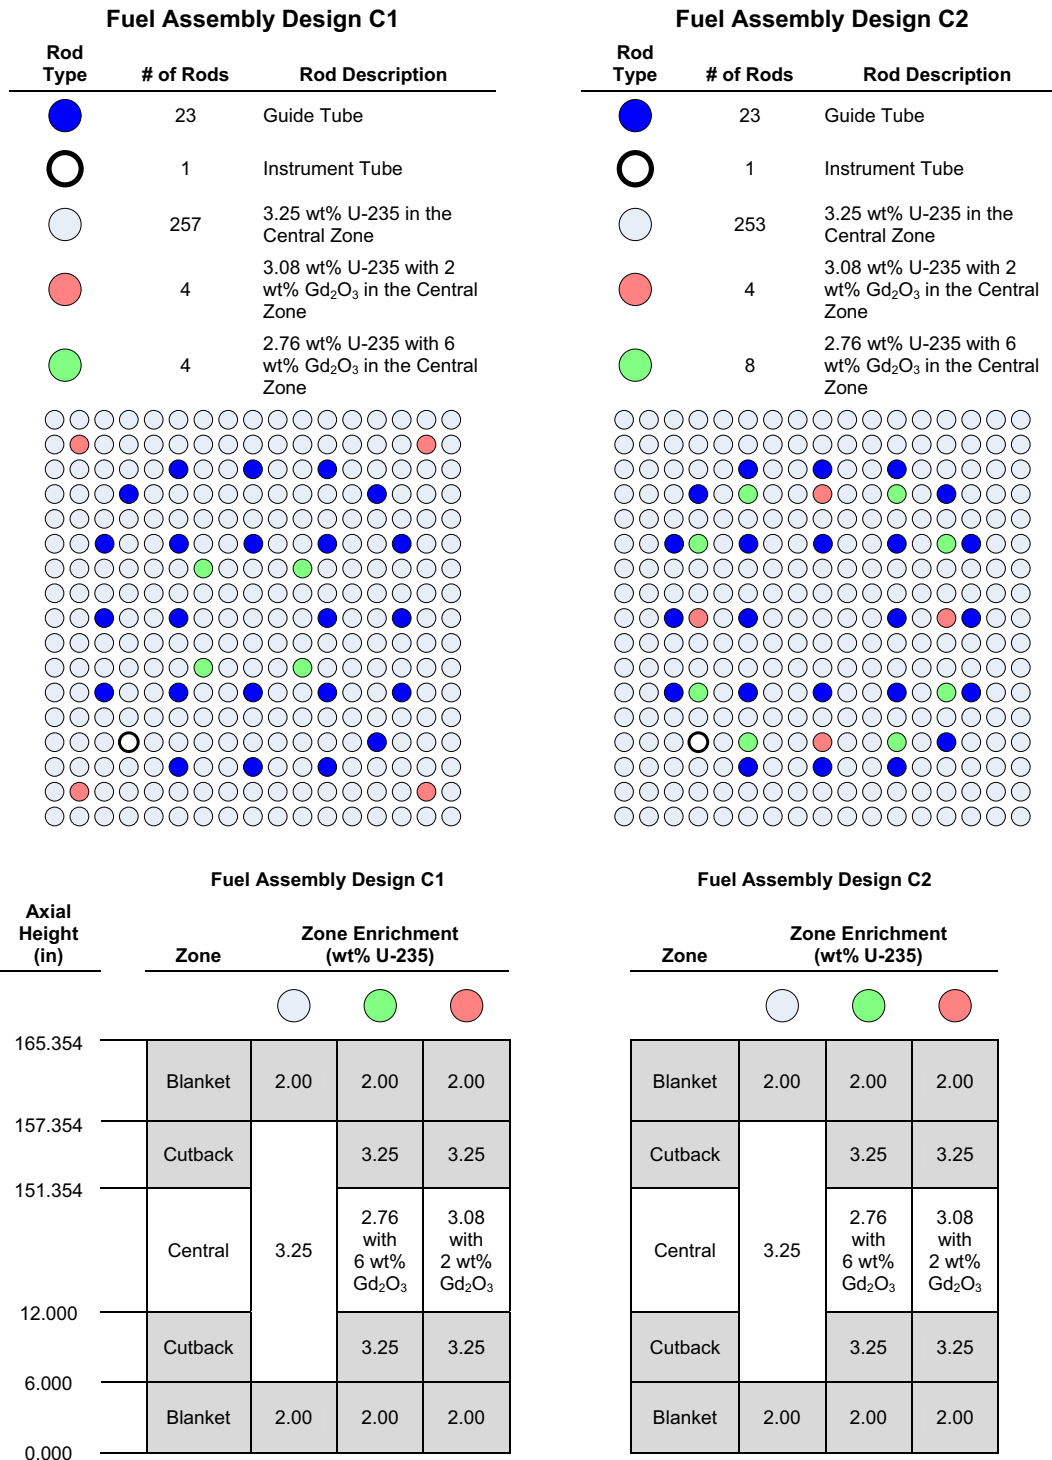 Fuel Assembly Design C1
Rod
Type
# of Rods
Rod Description
23
Guide Tube
1
Instrument Tube
257
3.25 wt% U-235 in the
Central Zone
4
3.08 wt% U-235 with 2
wt% Gd₂O₃ in the Central
Zone
4
2.76 wt% U-235 with 6
wt% Gd₂O₃ in the Central
Zone
Fuel Assembly Design C2
Rod
Type
# of Rods
Rod Description
23
Guide Tube
1
Instrument Tube
253
3.25 wt% U-235 in the
Central Zone
4
3.08 wt% U-235 with 2
wt% Gd₂O₃ in the Central
Zone
8
2.76 wt% U-235 with 6
wt% Gd₂O₃ in the Central
Zone
Fuel Assembly Design C1
Axial
Height
(in)
Zone
Zone Enrichment
(wt% U-235)
165.354
Blanket 2.00 2.00 2.00
157.354
Cutback 3.25 3.25
151.354
Central
3.25
2.76
with
6 wt%
Gd₂O₃
3.08
with
2 wt%
Gd₂O₃
12.000
Cutback 3.25 3.25
6.000
Blanket 2.00 2.00 2.00
0.000
Fuel Assembly Design C2
Zone
Zone Enrichment
(wt% U-235)
Blanket 2.00 2.00 2.00
Cutback 3.25 3.25
Central
3.25
2.76
with
6 wt%
Gd₂O₃
3.08
with
2 wt%
Gd₂O₃
Cutback 3.25 3.25
Blanket 2.00 2.00 2.00